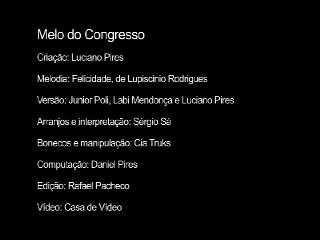 Melo do Congresso
Criação: Luciano Pires
Melodia: Felicidade, de Lupiscinio Rodrigues
Versão: Junior Poli, Labi Mendonça e Luciano Pires
Arranjos e interpretação: Sérgio Sá
Bonecos e manipulação: Cia Truks
Computação: Daniel Pires
Edição: Rafael Pacheco
Vídeo: Casa de Vídeo